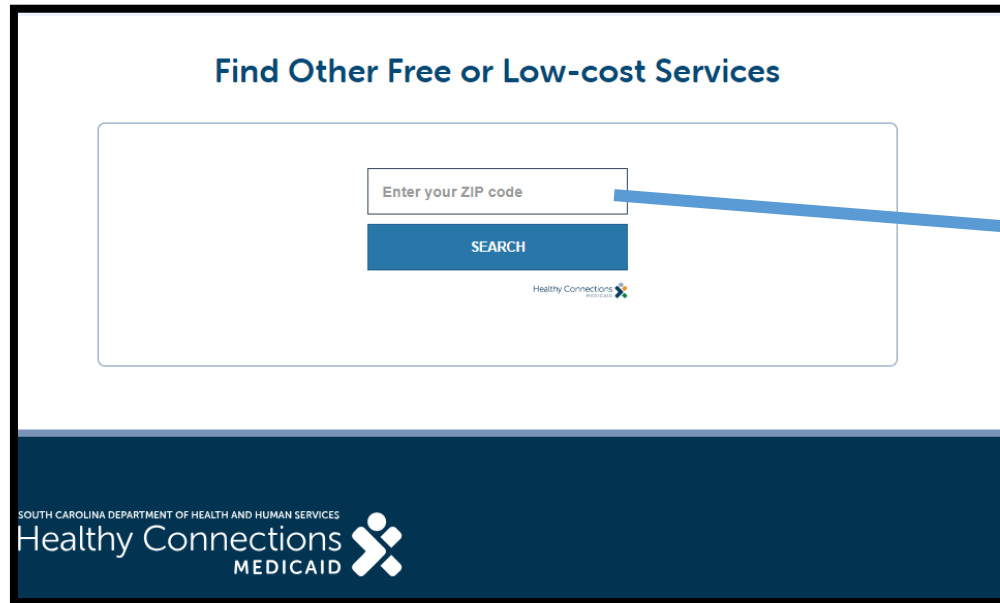 Find Other Free or Low-cost Services
Enter your ZIP code
SEARCH
Healthy Connections
MEDICAID
SOUTH CAROLINA DEPARTMENT OF HEALTH AND HUMAN SERVICES
Healthy Connections
MEDICAID